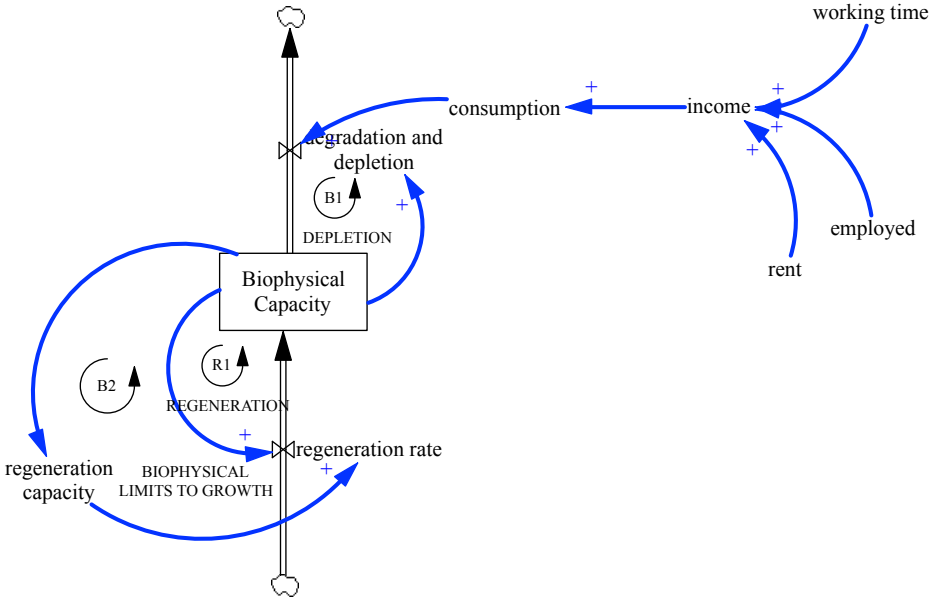 working time
consumption
income
+
+
+
+
degradation and
depletion
+
B1
+
DEPLETION
employed
rent
Biophysical
Capacity
R1
B2
REGENERATION
+
regeneration rate
regeneration
capacity
BIOPHYSICAL
LIMITS TO GROWTH
+